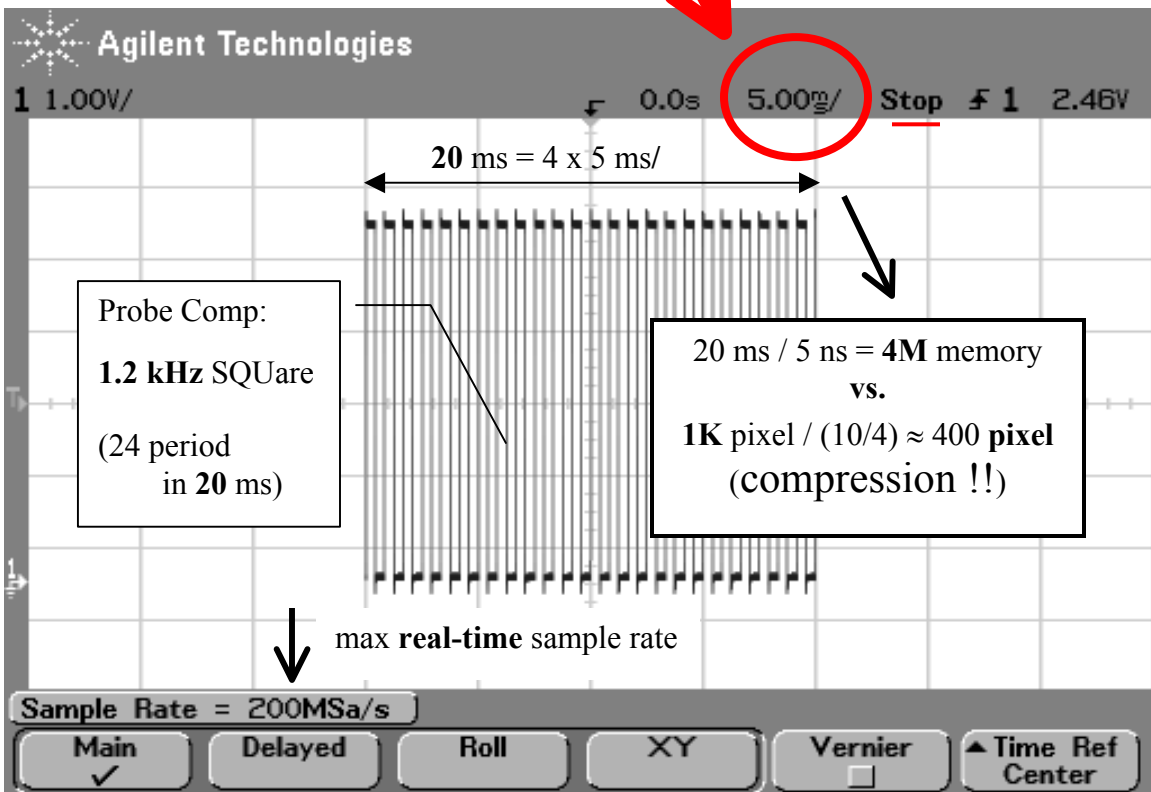 Agilent Technologies
1 1.00V/ 0.0s 5.00ms/ Stop 1 2.46V
20 ms = 4 x 5 ms/
Probe Comp:
1.2 kHz SQUare
(24 period
in 20 ms)
20 ms / 5 ns = 4M memory
vs.
1K pixel / (10/4) ≈ 400 pixel
(compression !!)
T
1
max real-time sample rate
Sample Rate = 200MSa/s
Main ✓ Delayed Roll XY Vernier Time Ref
Center